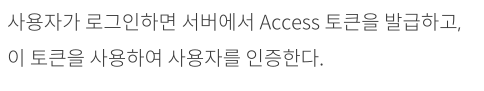 사용자가 로그인하면 서버에서 Access 토큰을 발급하고,
이 토큰을 사용하여 사용자를 인증한다.